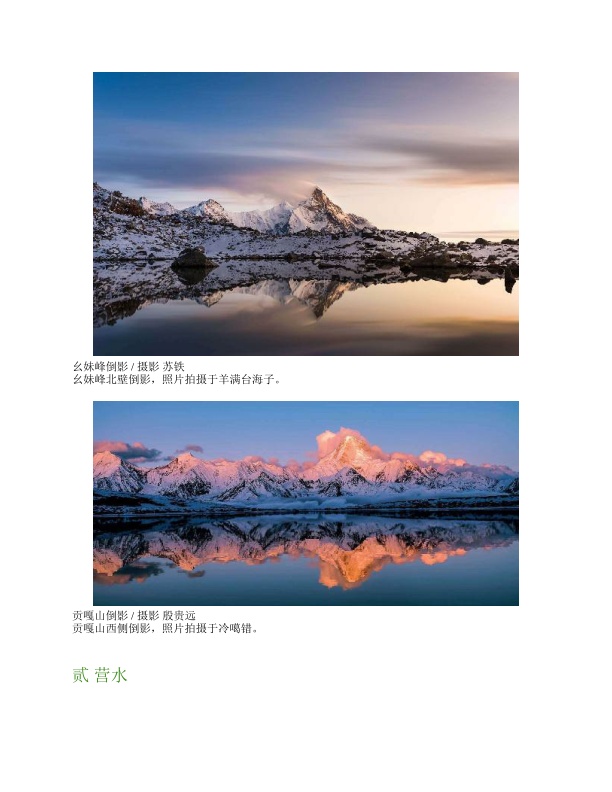 幺妹峰倒影 / 摄影 苏铁
幺妹峰北壁倒影，照片拍摄于羊满台海子。
贡嘎山倒影 / 摄影 殷贵远
贡嘎山西侧倒影，照片拍摄于冷噶错。
贰 营水